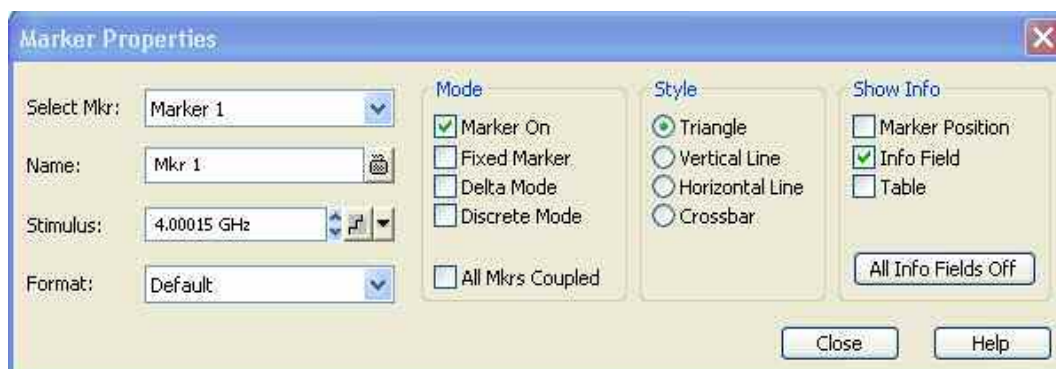 Marker Properties
Select Mkr: Marker 1
Name: Mkr 1
Stimulus: 4.00015 GHz
Format: Default
Mode
Marker On
Fixed Marker
Delta Mode
Discrete Mode
All Mkrs Coupled
Style
Triangle
Vertical Line
Horizontal Line
Crossbar
Show Info
Marker Position
Info Field
Table
All Info Fields Off
Close
Help